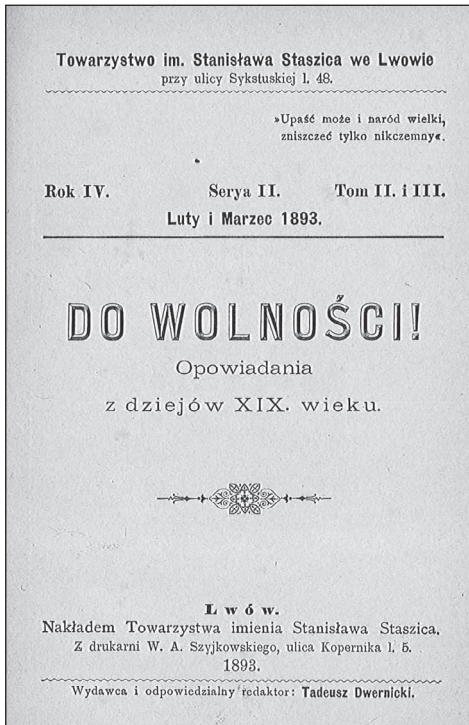 Towarzystwo im. Stanisława Staszica we Lwowie
przy ulicy Sykstuskiej l. 48.
»Upaść może i naród wielki,
zniszczeć tylko nikczemny«.
Rok IV. Serya II. Tom II. i III.
Luty i Marzec 1893.
DO WOLNOŚCI!
Opowiadania
z dziejów XIX. wieku.
Lwów.
Nakładem Towarzystwa imienia Stanisława Staszica.
Z drukarni W. A. Szyjkowskiego, ulica Kopernika l. 5.
1893.
Wydawca i odpowiedzialny redaktor: Tadeusz Dwernicki.